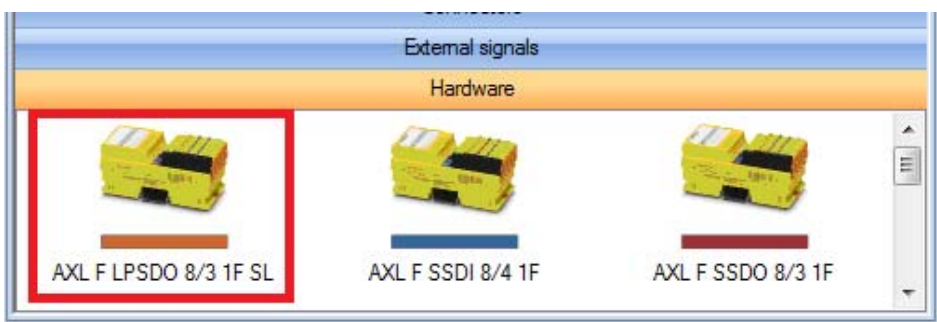 External signals
Hardware
AXL F LPSDO 8/3 1F SL
AXL F SSDI 8/4 1F
AXL F SSDO 8/3 1F